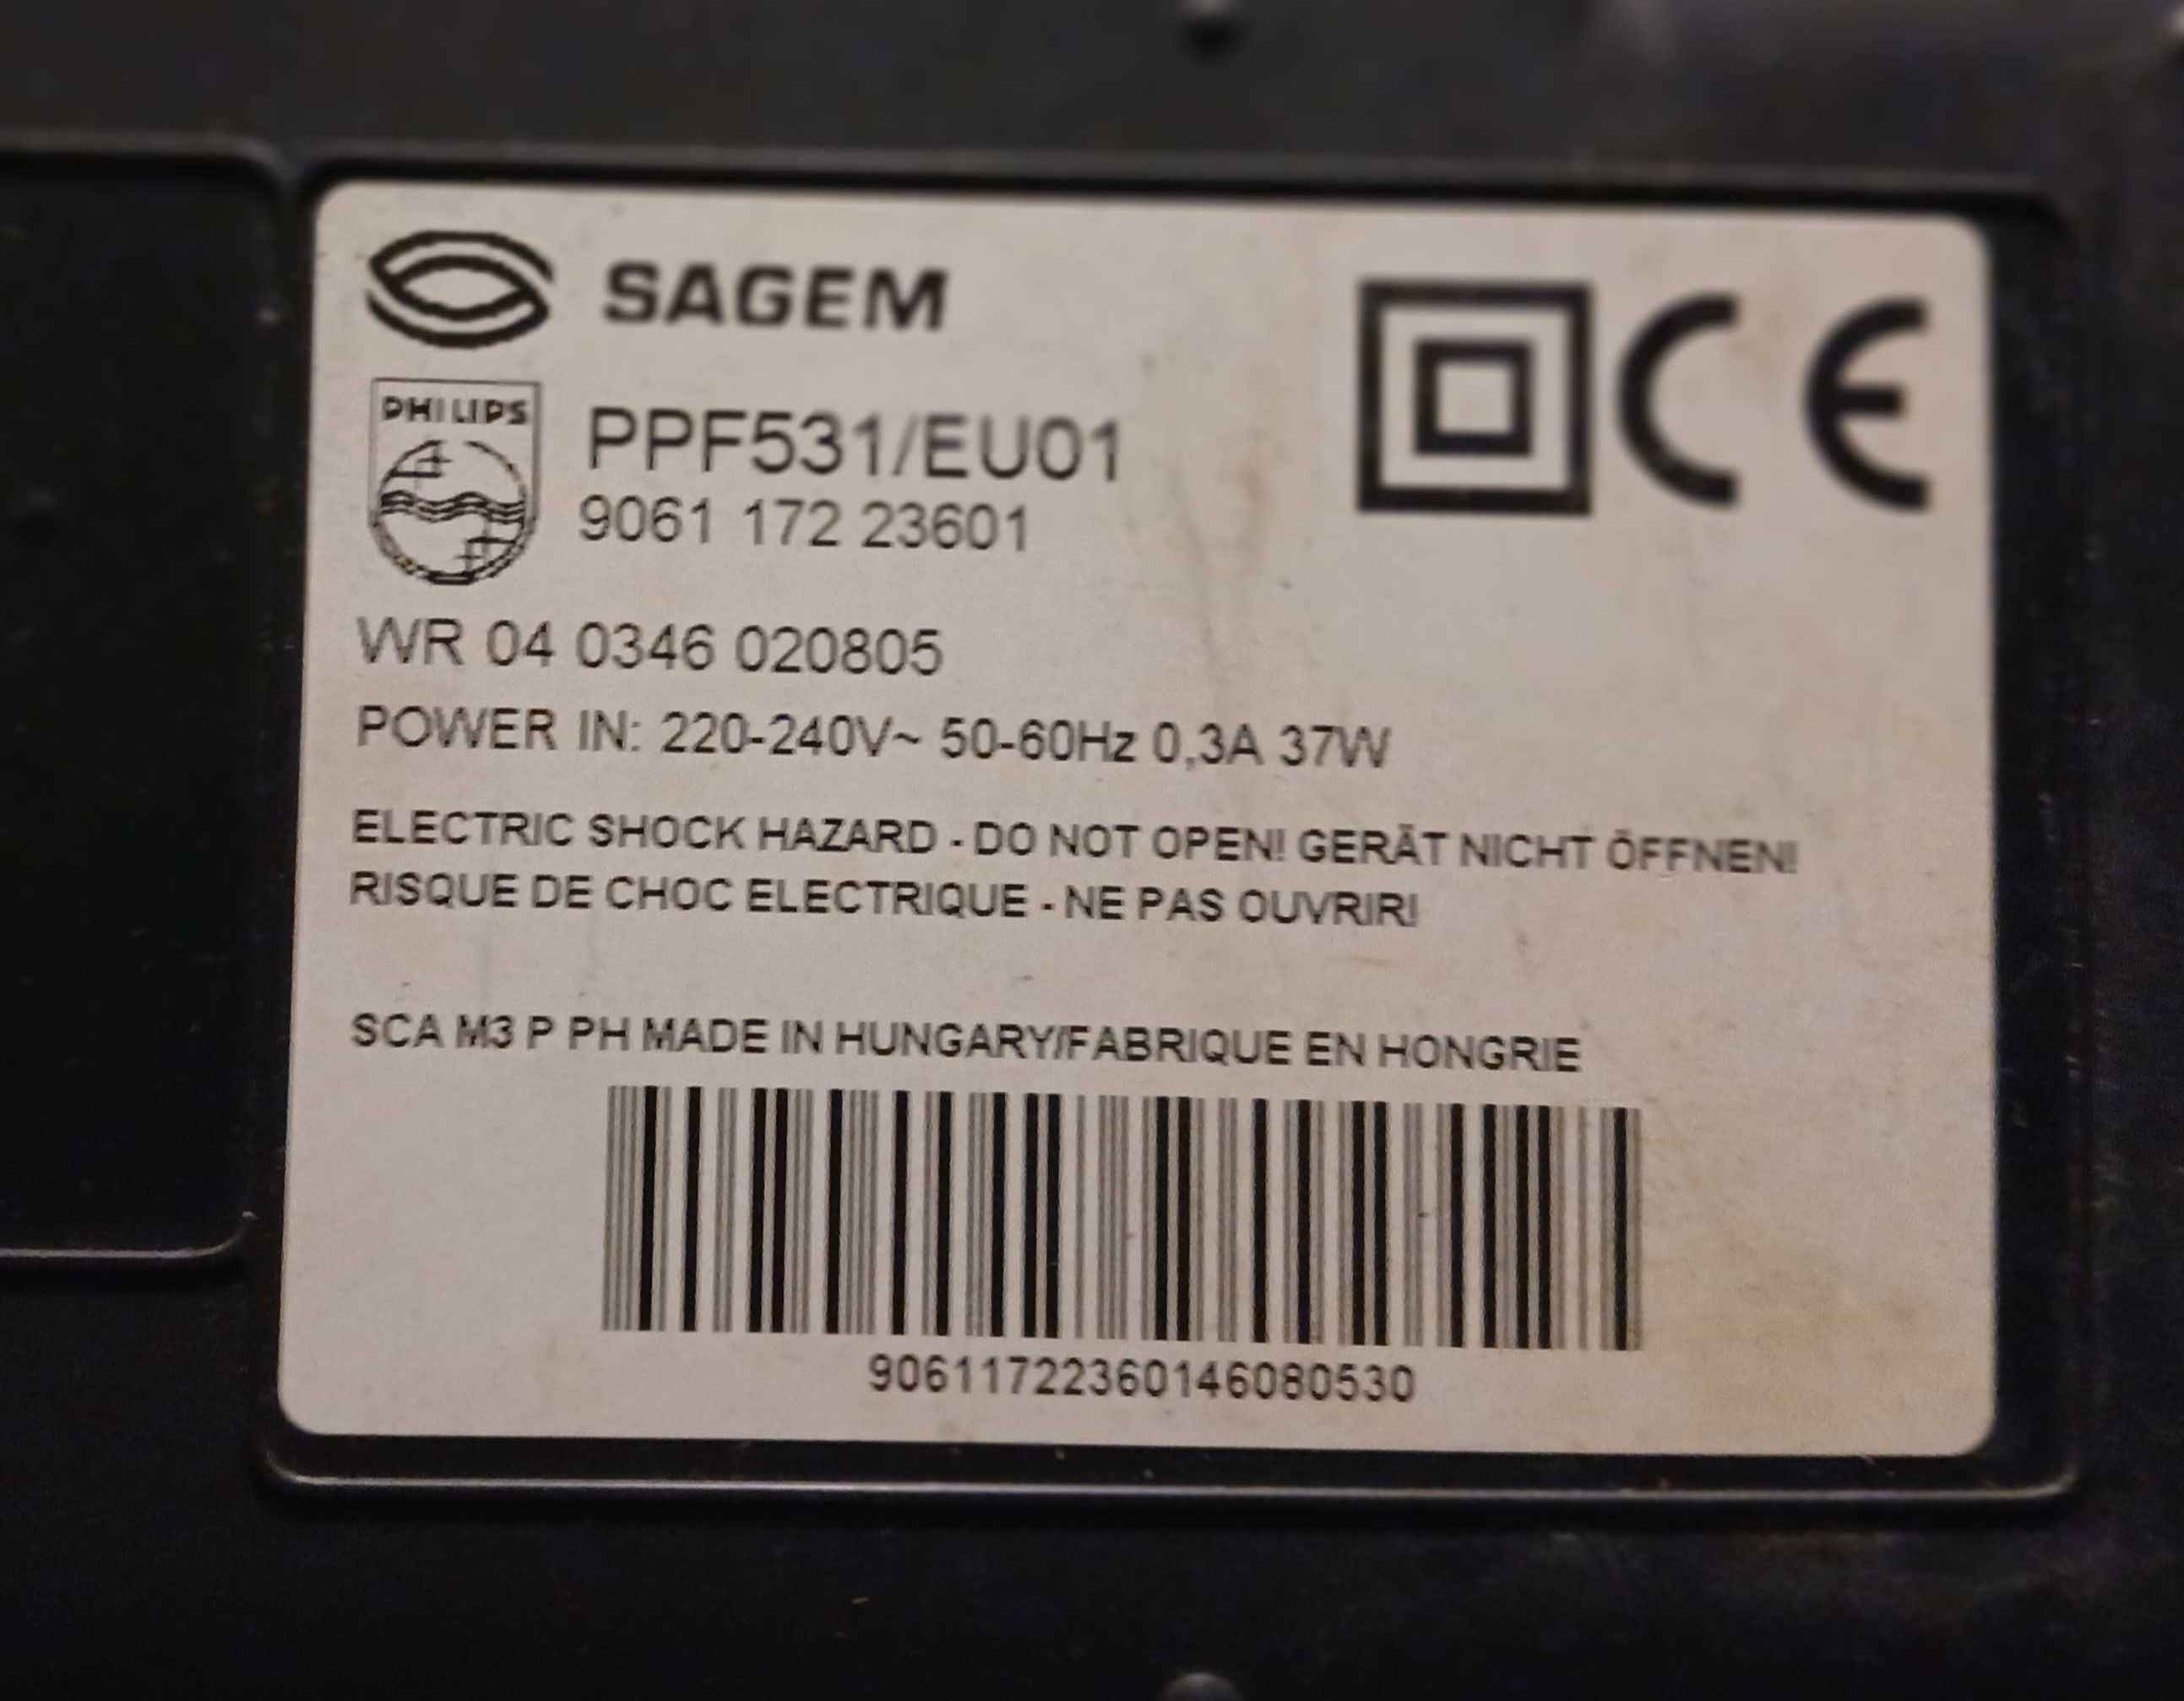 SAGEM
PHILIPS
PPF531/EU01
9061 172 23601
WR 04 0346 020805
POWER IN: 220-240V~ 50-60Hz 0,3A 37W
ELECTRIC SHOCK HAZARD - DO NOT OPEN! GERÄT NICHT ÖFFNEN!
RISQUE DE CHOC ELECTRIQUE - NE PAS OUVRIR!
SCA M3 P PH MADE IN HUNGARY/FABRIQUE EN HONGRIE
90611722360146080530
CE